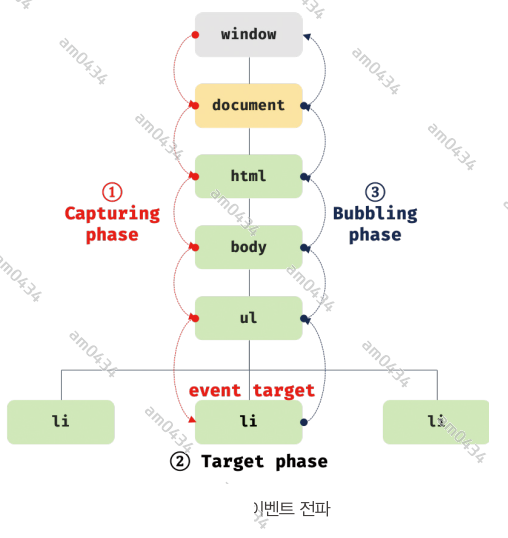 window
document
html
①
Capturing
phase
③
Bubbling
phase
body
ul
event target
li
li
li
② Target phase
이벤트 전파
am0434
am0434
am0434
am0434
am0434
am0434
am0434
am0434
am0434
am0434
am0434